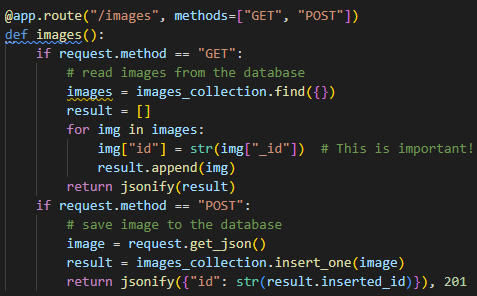 @app.route("/images", methods=["GET", "POST"])
def images():
    if request.method == "GET":
        # read images from the database
        images = images_collection.find({})
        result = []
        for img in images:
            img["id"] = str(img["_id"])  # This is important!
            result.append(img)
        return jsonify(result)
    if request.method == "POST":
        # save image to the database
        image = request.get_json()
        result = images_collection.insert_one(image)
        return jsonify({"id": str(result.inserted_id)}), 201